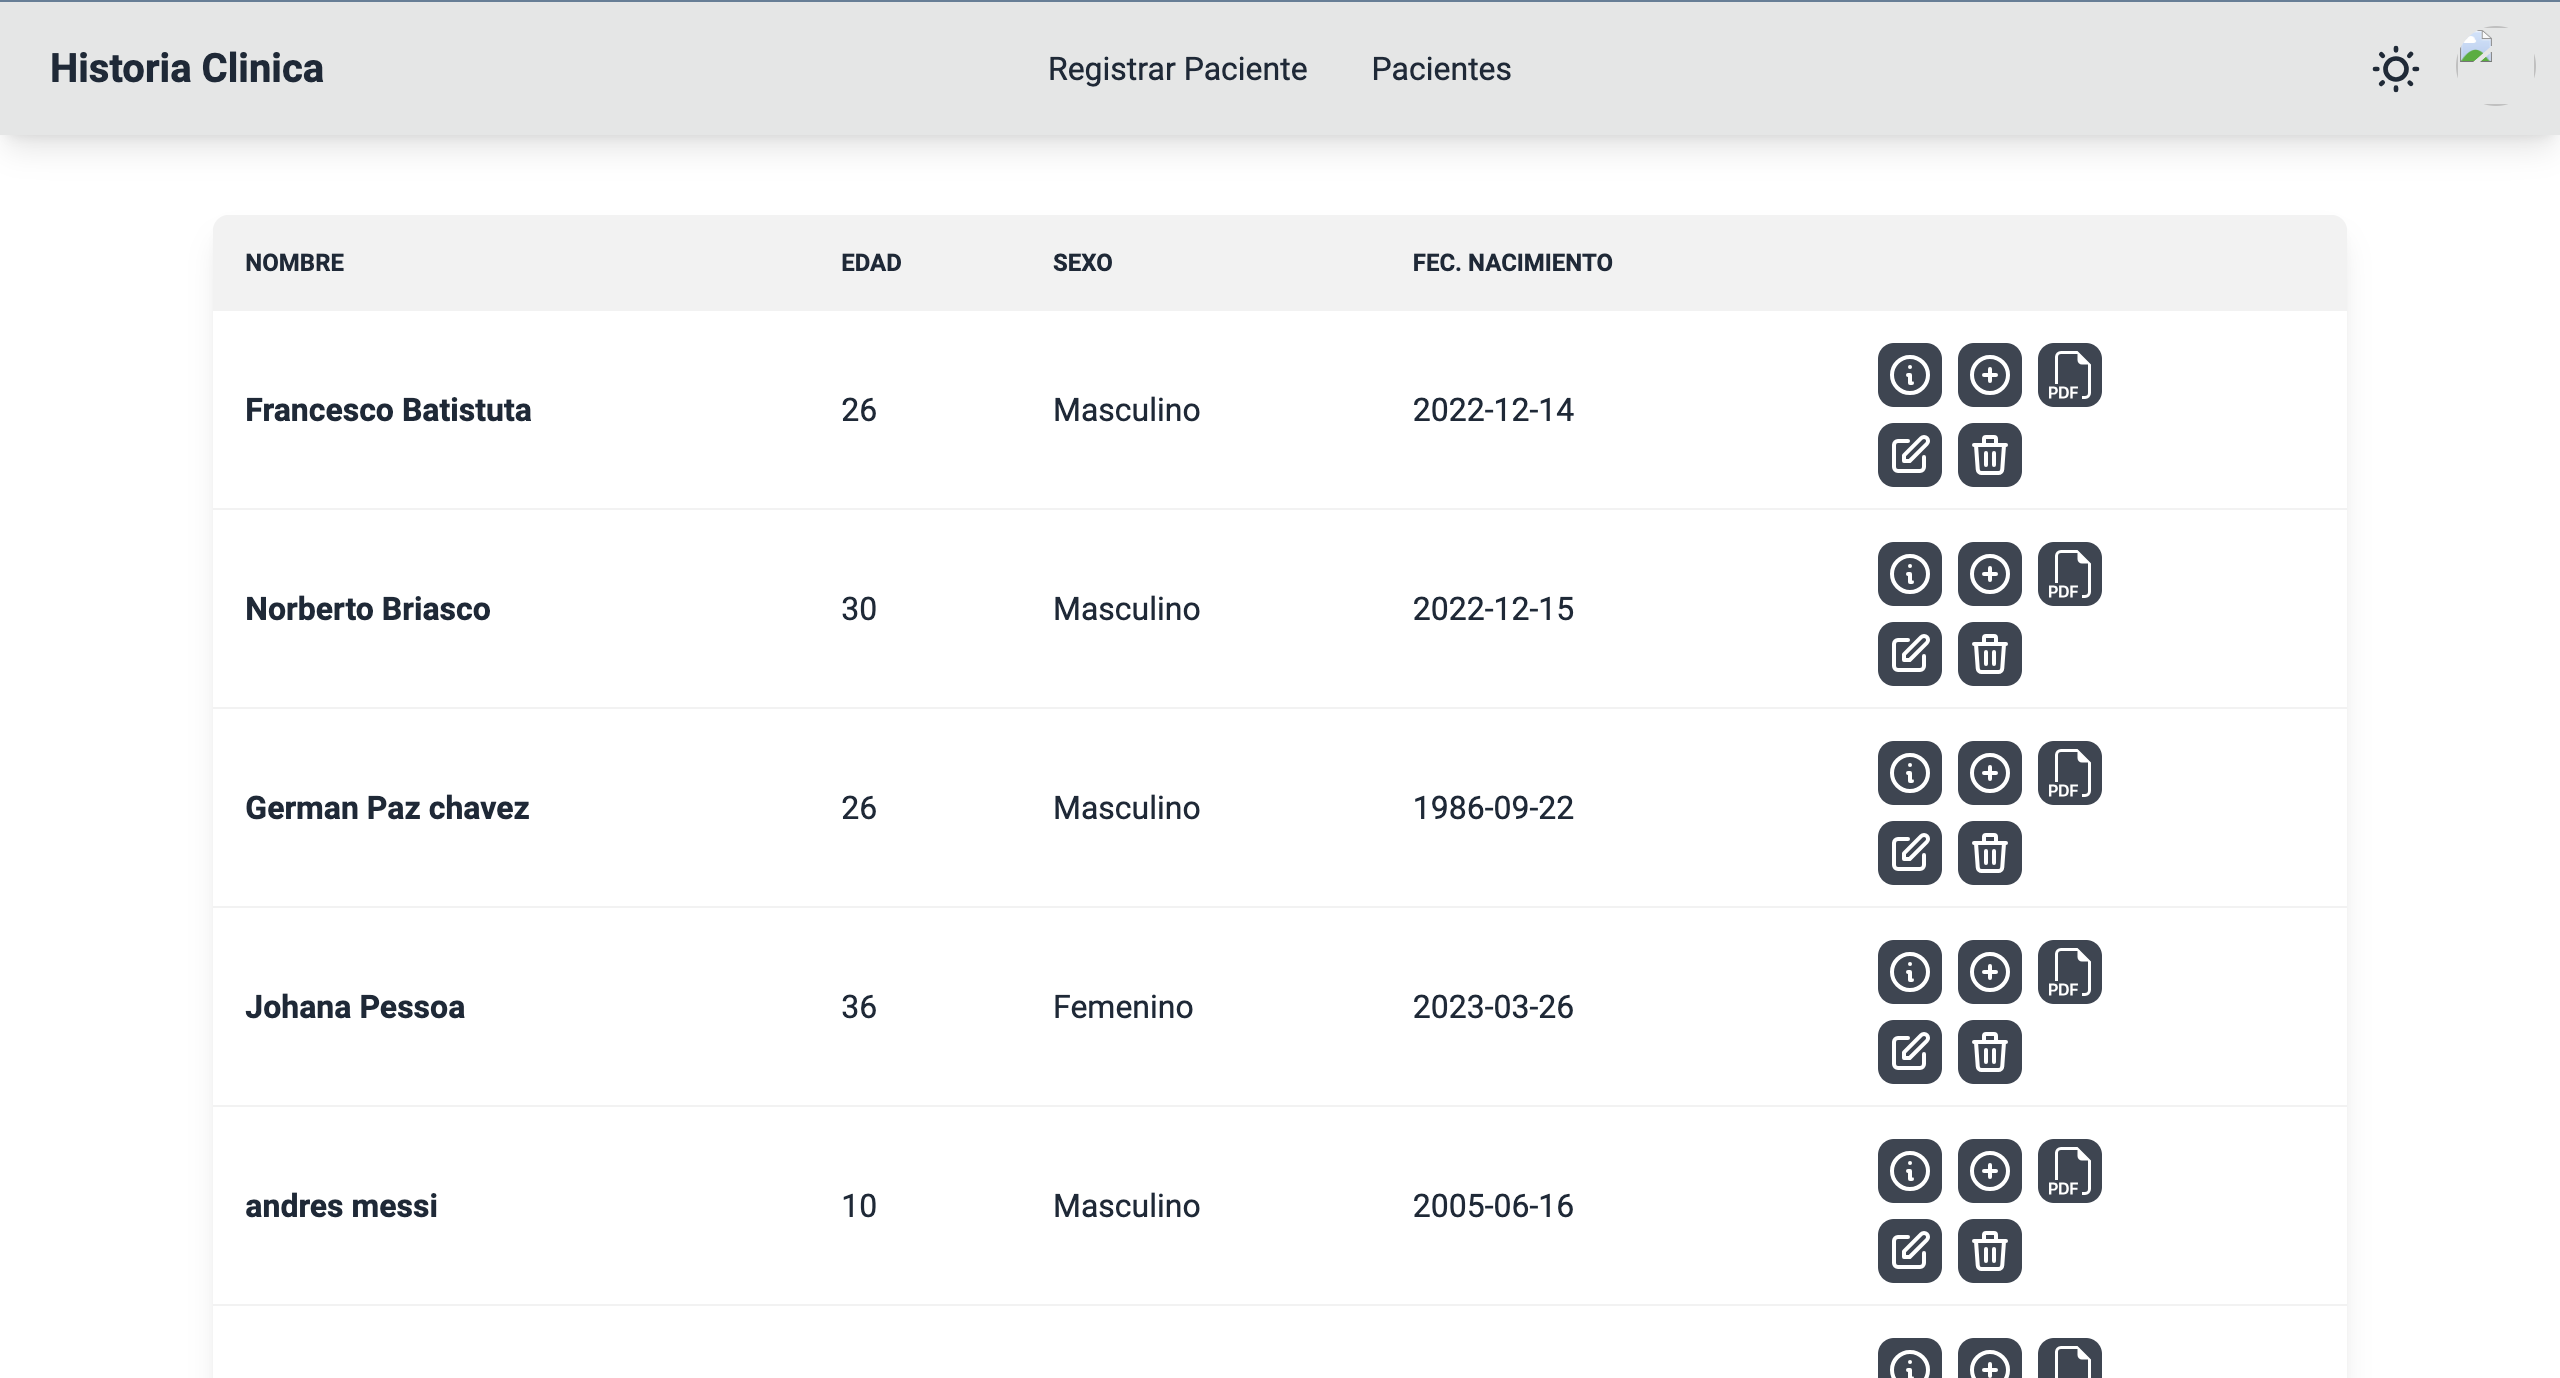 Historia Clinica
Registrar Paciente Pacientes
NOMBRE EDAD SEXO FEC. NACIMIENTO
Francesco Batistuta 26 Masculino 2022-12-14
PDF
Norberto Briasco 30 Masculino 2022-12-15
PDF
German Paz chavez 26 Masculino 1986-09-22
PDF
Johana Pessoa 36 Femenino 2023-03-26
PDF
andres messi 10 Masculino 2005-06-16
PDF